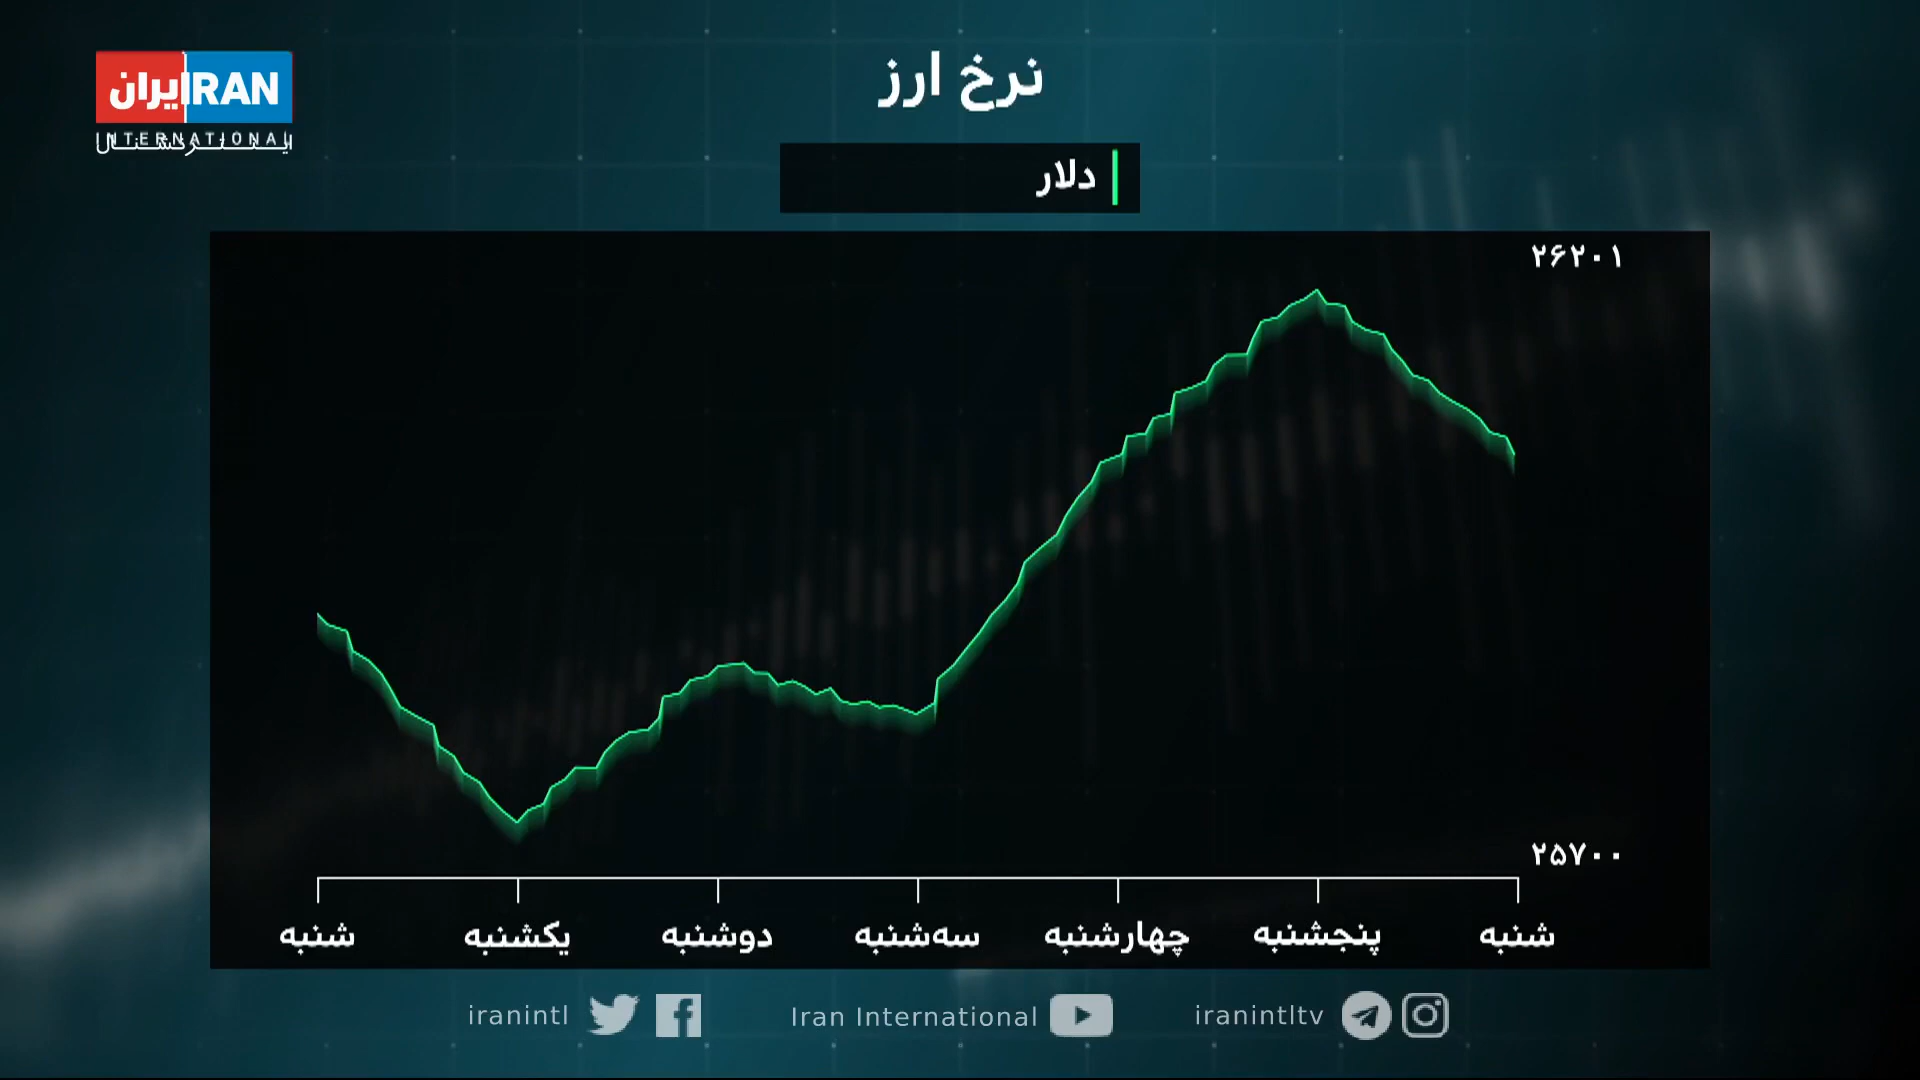 ایران IRAN
INTERNATIONAL
اینترنشنال
نرخ ارز
دلار
۲۶۲۰۱
۲۵۷۰۰
شنبه یکشنبه دوشنبه سه‌شنبه چهارشنبه پنجشنبه شنبه
iranintl Iran International iranintltv